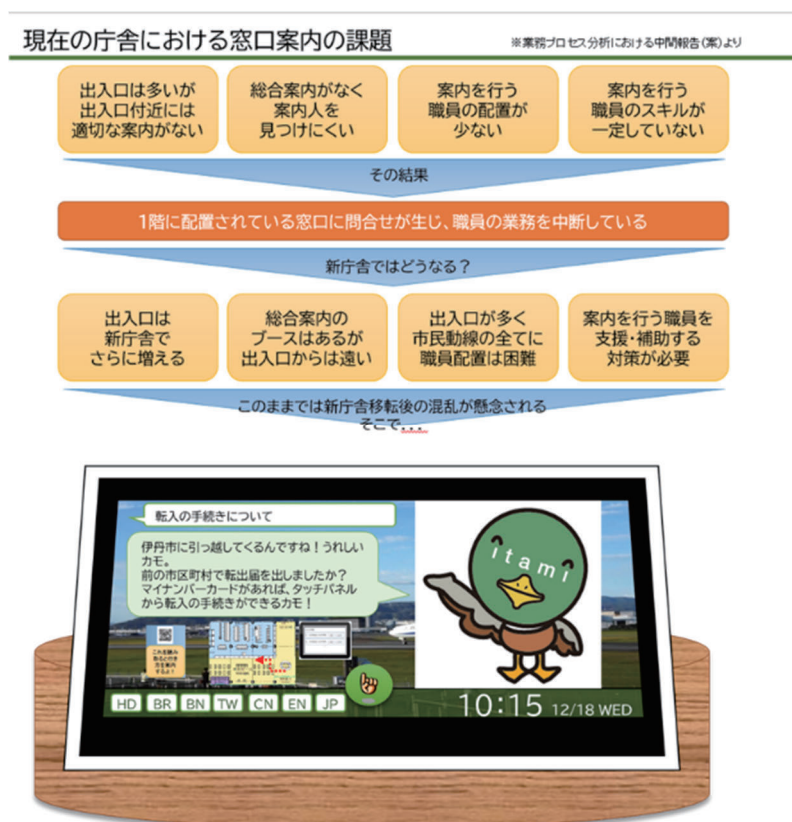 現在の庁舎における窓口案内の課題
※業務プロセス分析における中間報告(案)より
出入口は多いが
出入口付近には
適切な案内がない
総合案内がなく
案内人を
見つけにくい
案内を行う
職員の配置が
少ない
案内を行う
職員のスキルが
一定していない
その結果
1階に配置されている窓口に問合せが生じ、職員の業務を中断している
新庁舎ではどうなる？
出入口は
新庁舎で
さらに増える
総合案内の
ブースはあるが
出入口からは遠い
出入口が多く
市民動線の全てに
職員配置は困難
案内を行う職員を
支援・補助する
対策が必要
このままでは新庁舎移転後の混乱が懸念される
そこで...
転入の手続きについて
伊丹市に引っ越してくるんですね！うれしい
カモ。
前の市区町村で転出届を出しましたか？
マイナンバーカードがあれば、タッチパネル
から転入の手続きができるカモ！
itami
HD BR BN TW CN EN JP
10:15 12/18 WED